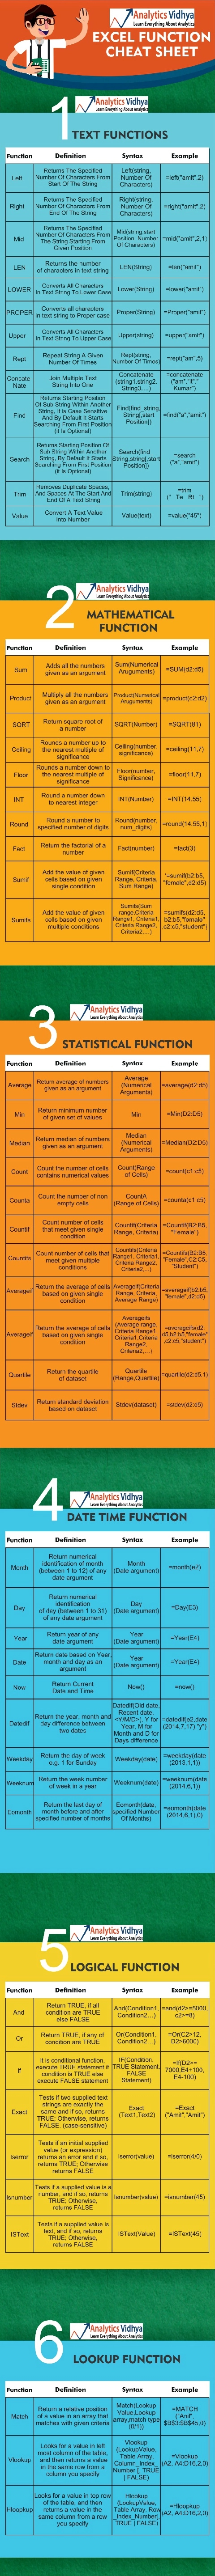 Analytics Vidhya
Learn Everything About Analytics
EXCEL FUNCTION
CHEAT SHEET
Analytics Vidhya
Learn Everything About Analytics
1 TEXT FUNCTIONS
Function Definition Syntax Example
Left
Returns The Specified
Number Of Characters From
Start Of The String
Left(string,
Number Of
Characters)
=left("amit",2)
Right
Returns The Specified
Number Of Characters From
End Of The String
Right(string,
Number Of
Characters)
=right("amit",2)
Mid
Returns The Specified
Number Of Characters From
The String Starting From
Given Position
Mid(string,start
Position, Number
Of Characters)
=mid("amit",2,1)
LEN
Returns the number
of characters in text string
LEN(String)
=len("amit")
LOWER
Converts All Characters
In Text String To Lower Case
Lower(String)
=lower("amit")
PROPER
Converts all characters
in text string to Proper case
Proper(String)
=Proper("amit")
Upper
Converts All Characters
In Text String To Upper Case
Upper(string)
=upper("amit")
Rept
Repeat String A Given
Number Of Times
Rept(string,
Number Of Times)
=rept("am",5)
Concate-
Nate
Join Multiple Text
String Into One
Concatenate
(string1,string2,
String3,...)
=concatenate
("am","it","
Kumar")
Find
Returns Starting Position
Of Sub String Within Another
String. It Is Case Sensitive
And By Default It Starts
Searching From First Position
(it Is Optional)
Find(find_string,
String[,start
Position])
=find("a","amit")
Search
Returns Starting Position Of
Sub String Within Another
String, By Default It Starts
Searching From First Position
(it Is Optional)
Search(find_
String,string[,start
Position])
=search
("a","amit")
Trim
Removes Duplicate Spaces,
And Spaces At The Start And
End Of A Text String
Trim(string)
=trim
(" Te Rt ")
Value
Convert A Text Value
Into Number
Value(text)
=value("45")
Analytics Vidhya
Learn Everything About Analytics
2 MATHEMATICAL
FUNCTION
Function Definition Syntax Example
Sum
Adds all the numbers
given as an argument
Sum(Numerical
Aruguments)
=SUM(d2:d5)
Product
Multiply all the numbers
given as an argument
Product(Numerical
Aruguments)
=product(c2:d2)
SQRT
Return square root of
a number
SQRT(Number)
=SQRT(81)
Ceiling
Rounds a number up to
the nearest multiple of
significance
Ceiling(number,
significance)
=ceiling(11,7)
Floor
Rounds a number down to
the nearest multiple of
significance
Floor(number,
Significance)
=floor(11,7)
INT
Round a number down
to nearest integer
INT(Number)
=INT(14.55)
Round
Round a number to
specified number of digits
Round(number,
num_digits)
=round(14.55,1)
Fact
Return the factorial of a
number
Fact(number)
=fact(3)
Sumif
Add the value of given
cells based on given
single condition
Sumif(Criteria
Range, Criteria,
Sum Range)
'=sumif(b2:b5,
"female",d2:d5)
Sumifs
Add the value of given
cells based on given
multiple conditions
Sumifs(Sum
range,Criteria
Range1, Criteria1,
Criteria Range2,
Criteria2,...)
=sumifs(d2:d5,
b2:b5,"female"
,c2:c5,"student")
Analytics Vidhya
Learn Everything About Analytics
3 STATISTICAL FUNCTION
Function Definition Syntax Example
Average
Return average of numbers
given as an argument
Average
(Numerical
Arguments)
=average(d2:d5)
Min
Return minimum number
of given set of values
Min
=Min(D2:D5)
Median
Return median of numbers
given as an argument
Median
(Numerical
Arguments)
=Median(D2:D5)
Count
Count the number of cells
contains numerical values
Count(Range
of Cells)
=count(c1:c5)
Counta
Count the number of non
empty cells
CountA
(Range of Cells)
=counta(c1:c5)
Countif
Count number of cells
that meet given single
condition
Countif(Criteria
Range, Criteria)
=Countif(B2:B5,
"Female")
Countifs
Count number of cells that
meet given multiple
conditions
Countifs(Criteria
Range1, Criteria1,
Criteria Range2,
Criteria2,..)
=Countifs(B2:B5,
"Female",C2:C5,
"Student")
Averageif
Return the average of cells
based on given single
condition
Averageif(Criteria
Range, Criteria,
Average Range)
=averageif(b2:b5,
"female",d2:d5)
Averageif
Return the average of cells
based on given single
condition
Averageifs
(Average range,
Criteria Range1,
Criteria1,Criteria
Range2,
Criteria2,...)
=averageifs(d2:
d5,b2:b5,"female"
,c2:c5,"student")
Quartile
Return the quartile
of dataset
Quartile
(Range,Quartile)
=quartile(d2:d5,1)
Stdev
Return standard deviation
based on dataset
Stdev(dataset)
=stdev(d2:d5)
Analytics Vidhya
Learn Everything About Analytics
4 DATE TIME FUNCTION
Function Definition Syntax Example
Month
Return numerical
identification of month
(between 1 to 12) of any
date argument
Month
(Date argument)
=month(e2)
Day
Return numerical
identification
of day (between 1 to 31)
of any date argument
Day
(Date argument)
=Day(E3)
Year
Return year of any
date argument
Year
(Date argument)
=Year(E4)
Date
Return date based on Year,
month and day as an
argument
Year
(Date argument)
=Year(E4)
Now
Return Current
Date and Time
Now()
=now()
Datedif
Return the year, month and
day difference between
two dates
Datedif(Old date,
Recent date,
<Y/M/D>), Y for
Year, M for
Month and D for
Days difference
=datedif(e2,date
(2014,7,17),"y")
Weekday
Return the day of week
e.g. 1 for Sunday
Weekday(date)
=weekday(date
(2013,1,1))
Weeknum
Return the week number
of week in a year
Weeknum(date)
=weeknum(date
(2014,6,1))
Eomonth
Return the last day of
month before and after
specified number of months
Eomonth(date,
specified Number
Of Months)
=eomonth(date
(2014,6,1),0)
Analytics Vidhya
Learn Everything About Analytics
5 LOGICAL FUNCTION
Function Definition Syntax Example
And
Return TRUE, if all
condition are TRUE
else FALSE
And(Condition1,
Condition2...)
=and(d2>=5000,
c2>=8)
Or
Return TRUE, if any of
condition are TRUE
Or(Condition1,
Condition2...)
=Or(C2>12,
D2>6000)
If
It is conditional function,
execute TRUE statement if
condition is TRUE else
execute FALSE statement
IF(Condition,
TRUE Statement,
FALSE
Statement)
=If(D2>=
7000,E4+100,
E4-100)
Exact
Tests if two supplied text
strings are exactly the
same and if so, returns
TRUE; Otherwise, returns
FALSE. (case-sensitive)
Exact
(Text1,Text2)
=Exact
("Amit","Amit")
Iserror
Tests if an initial supplied
value (or expression)
returns an error and if so,
returns TRUE; Otherwise
returns FALSE
Iserror(value)
=iserror(4/0)
Isnumber
Tests if a supplied value is a
number, and if so, returns
TRUE; Otherwise,
returns FALSE
Isnumber(value)
=isnumber(45)
ISText
Tests if a supplied value is
text, and if so, returns
TRUE; Otherwise,
returns FALSE
ISText(Value)
=ISText(45)
Analytics Vidhya
Learn Everything About Analytics
6 LOOKUP FUNCTION
Function Definition Syntax Example
Match
Return a relative position
of a value in an array that
matches with given criteria
Match(Lookup
Value,Lookup
array,match type
(0/1))
=MATCH
("Anil",
$B$3:$B$45,0)
Vlookup
Looks for a value in left
most column of the table,
and then returns a value in
the same row from a
column you specify
Vlookup
(LookupValue,
Table Array,
Column_Index_
Number [, TRUE
| FALSE)
=Vlookup
(A2, A4:D16,2,0)
Hloopkup
Looks for a value in top row
of the table, and then
returns a value in the
same column from a row
you specify
Hlookup
(LookupValue,
Table Array, Row
_Index_Number[,
TRUE | FALSE)
=Hloopkup
(A2, A4:D16,2,0)